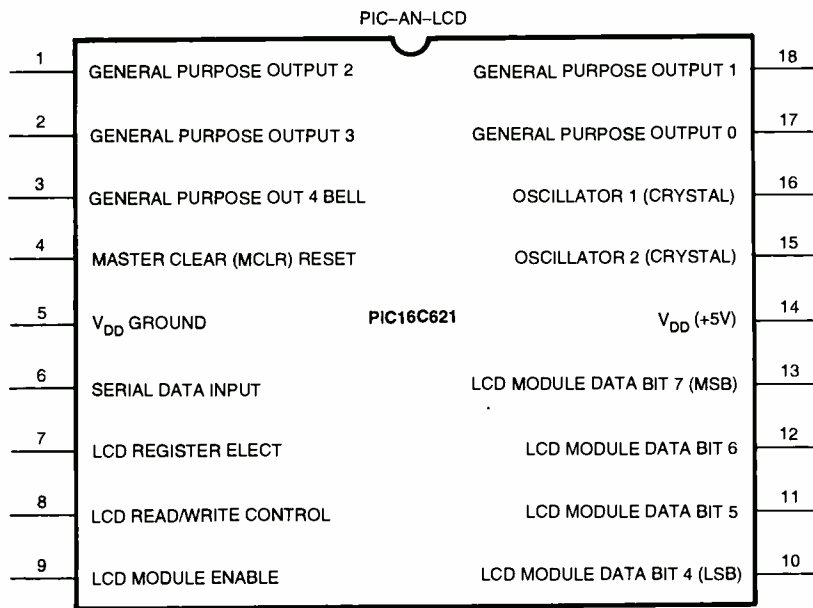 PIC–AN–LCD
1 GENERAL PURPOSE OUTPUT 2
GENERAL PURPOSE OUTPUT 1 18
2 GENERAL PURPOSE OUTPUT 3
GENERAL PURPOSE OUTPUT 0 17
3 GENERAL PURPOSE OUT 4 BELL
OSCILLATOR 1 (CRYSTAL) 16
4 MASTER CLEAR (MCLR) RESET
OSCILLATOR 2 (CRYSTAL) 15
5 VDD GROUND
PIC16C621
VDD (+5V) 14
6 SERIAL DATA INPUT
LCD MODULE DATA BIT 7 (MSB) 13
7 LCD REGISTER ELECT
LCD MODULE DATA BIT 6 12
8 LCD READ/WRITE CONTROL
LCD MODULE DATA BIT 5 11
9 LCD MODULE ENABLE
LCD MODULE DATA BIT 4 (LSB) 10